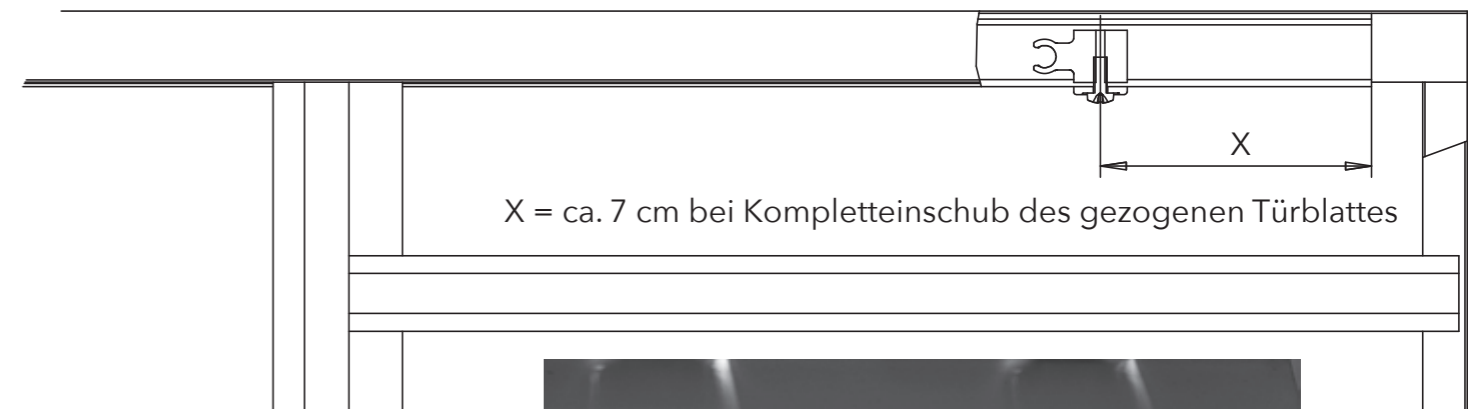 X
X = ca. 7 cm bei Kompletteinschub des gezogenen Türblattes